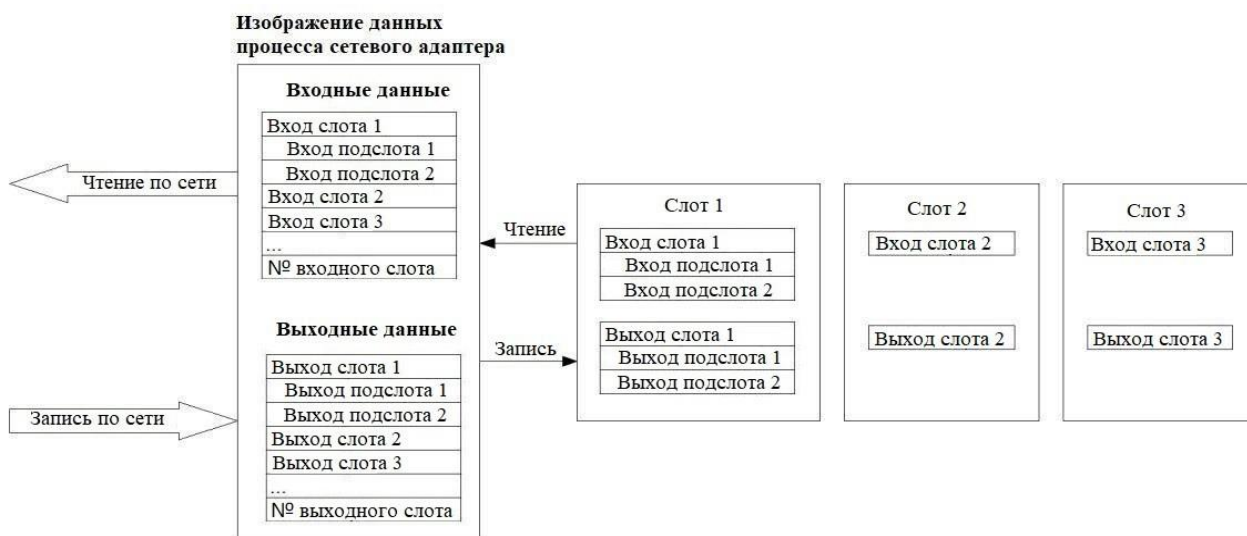 Изображение данных
процесса сетевого адаптера
Входные данные
Вход слота 1
Вход подслота 1
Вход подслота 2
Вход слота 2
Вход слота 3
...
№ входного слота
Чтение по сети
Выходные данные
Выход слота 1
Выход подслота 1
Выход подслота 2
Выход слота 2
Выход слота 3
...
№ выходного слота
Запись по сети
Чтение
Запись
Слот 1
Вход слота 1
Вход подслота 1
Вход подслота 2
Выход слота 1
Выход подслота 1
Выход подслота 2
Слот 2
Вход слота 2
Выход слота 2
Слот 3
Вход слота 3
Выход слота 3